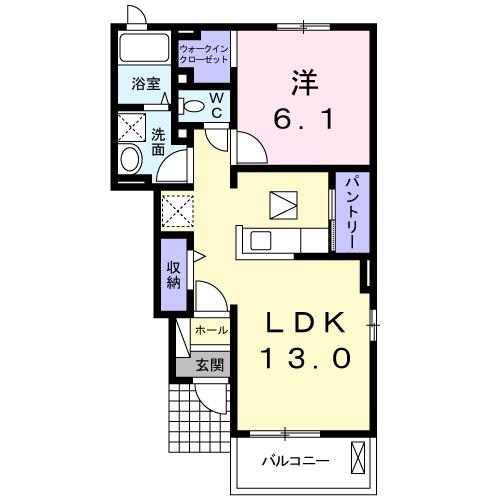 ウォークイン
クローゼット
浴室
洋
6.1
WC
洗面
パントリー
収納
LDK
13.0
ホール
玄関
バルコニー